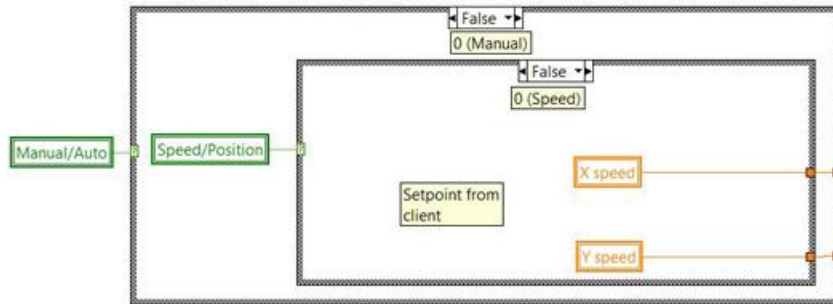 False
0 (Manual)
False
0 (Speed)
Manual/Auto
Speed/Position
X speed
Setpoint from
client
Y speed